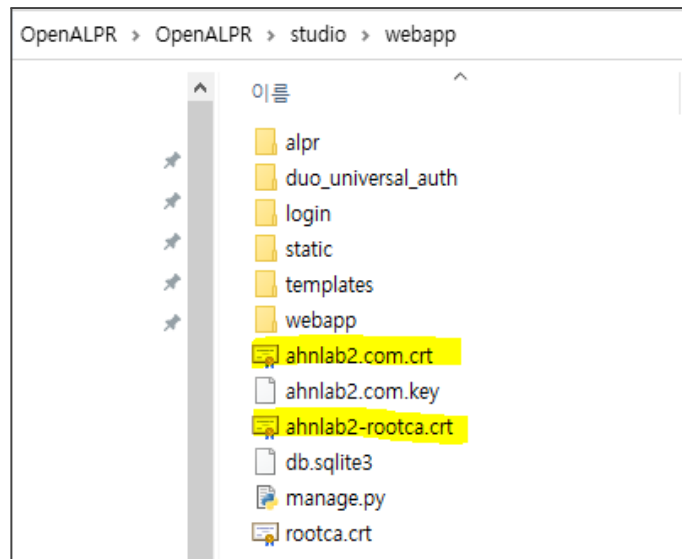 OpenALPR > OpenALPR > studio > webapp
이름
alpr
duo_universal_auth
login
static
templates
webapp
ahnlab2.com.crt
ahnlab2.com.key
ahnlab2-rootca.crt
db.sqlite3
manage.py
rootca.crt